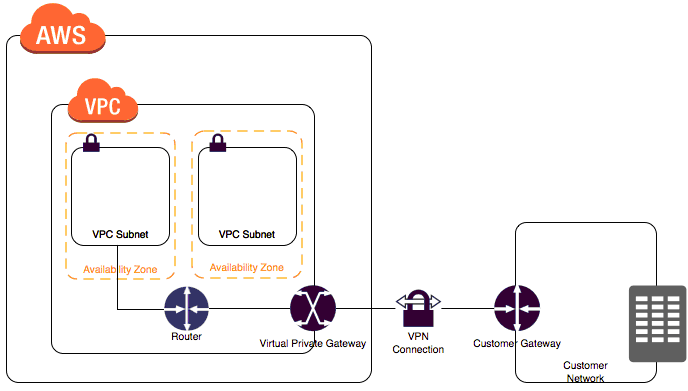 AWS
VPC
VPC Subnet
VPC Subnet
Availability Zone
Availability Zone
Router
Virtual Private Gateway
VPN
Connection
Customer Gateway
Customer
Network